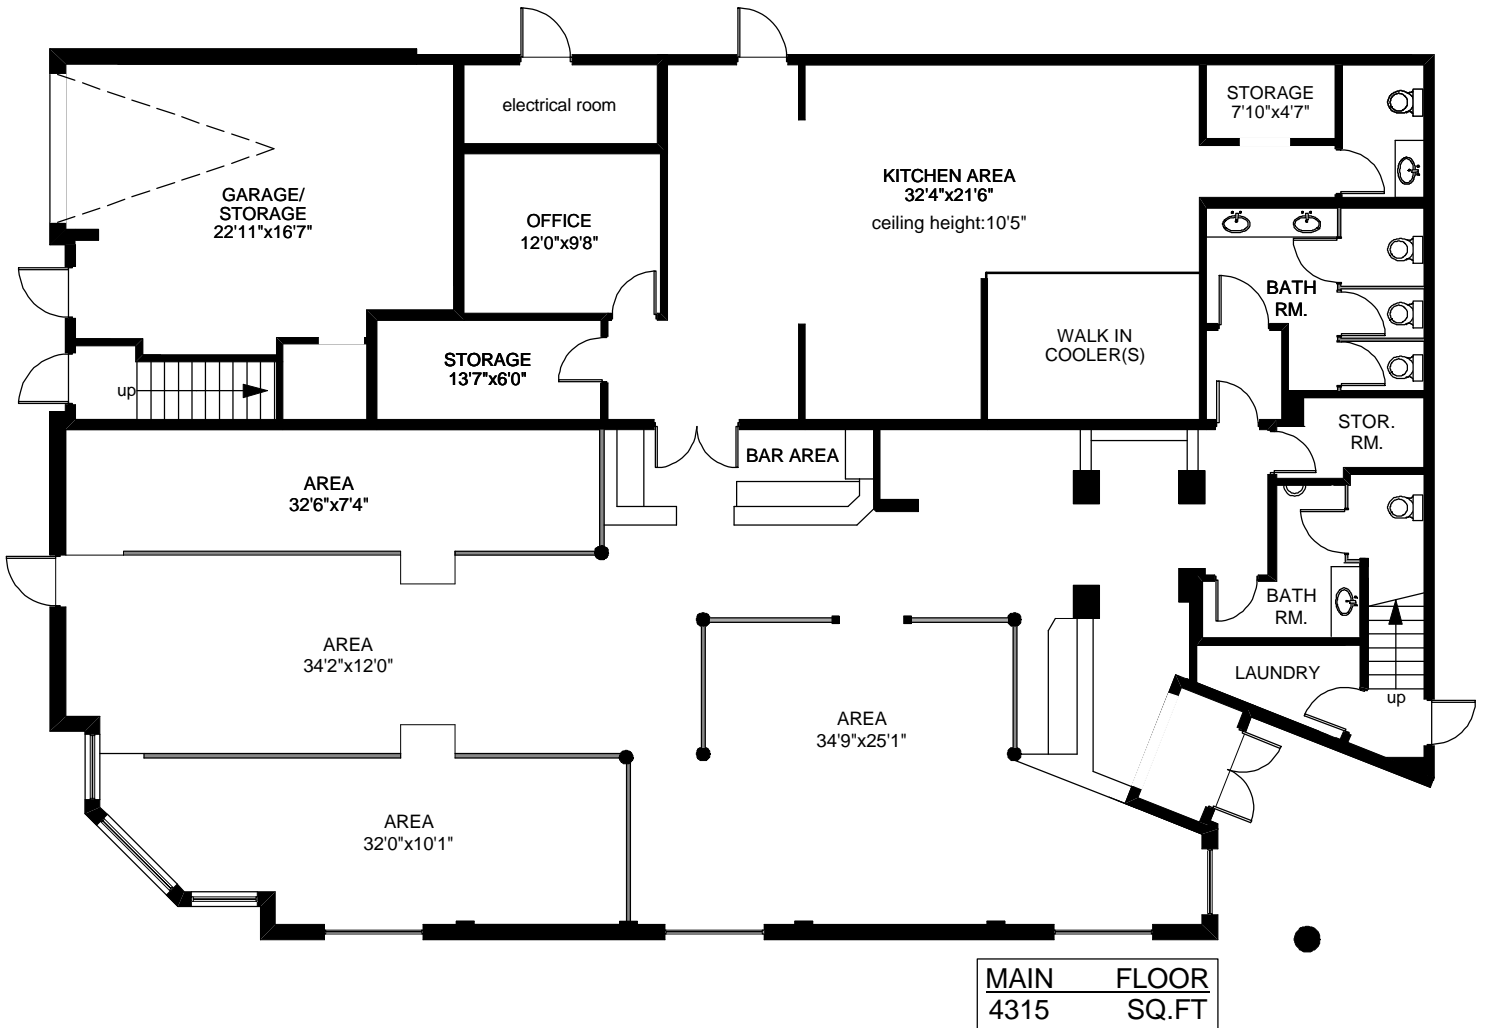 electrical room
STORAGE
7'10"x4'7"
GARAGE/
STORAGE
22'11"x16'7"
OFFICE
12'0"x9'8"
KITCHEN AREA
32'4"x21'6"
ceiling height:10'5"
BATH
RM.
WALK IN
COOLER(S)
STORAGE
13'7"x6'0"
up
STOR.
RM.
BAR AREA
AREA
32'6"x7'4"
BATH
RM.
AREA
34'2"x12'0"
LAUNDRY
up
AREA
34'9"x25'1"
AREA
32'0"x10'1"
MAIN FLOOR
4315 SQ.FT